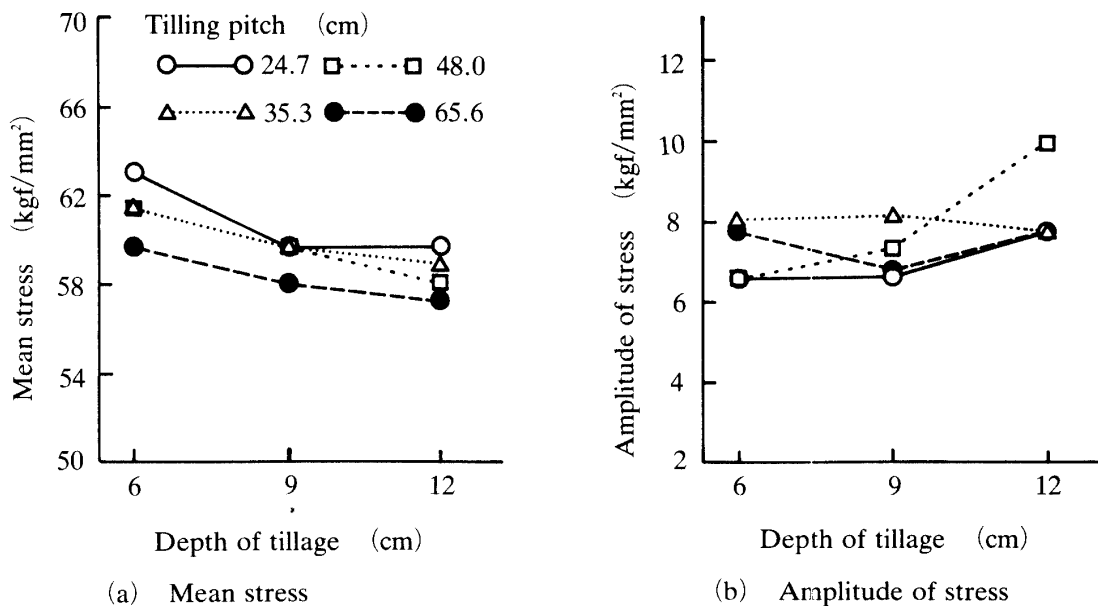 Tilling pitch (cm)
24.7 48.0
35.3 65.6
Mean stress (kgf/mm²)
70
66
62
58
54
50
6 9 12
Depth of tillage (cm)
(a) Mean stress
Amplitude of stress (kgf/mm²)
12
10
8
6
4
2
6 9 12
Depth of tillage (cm)
(b) Amplitude of stress